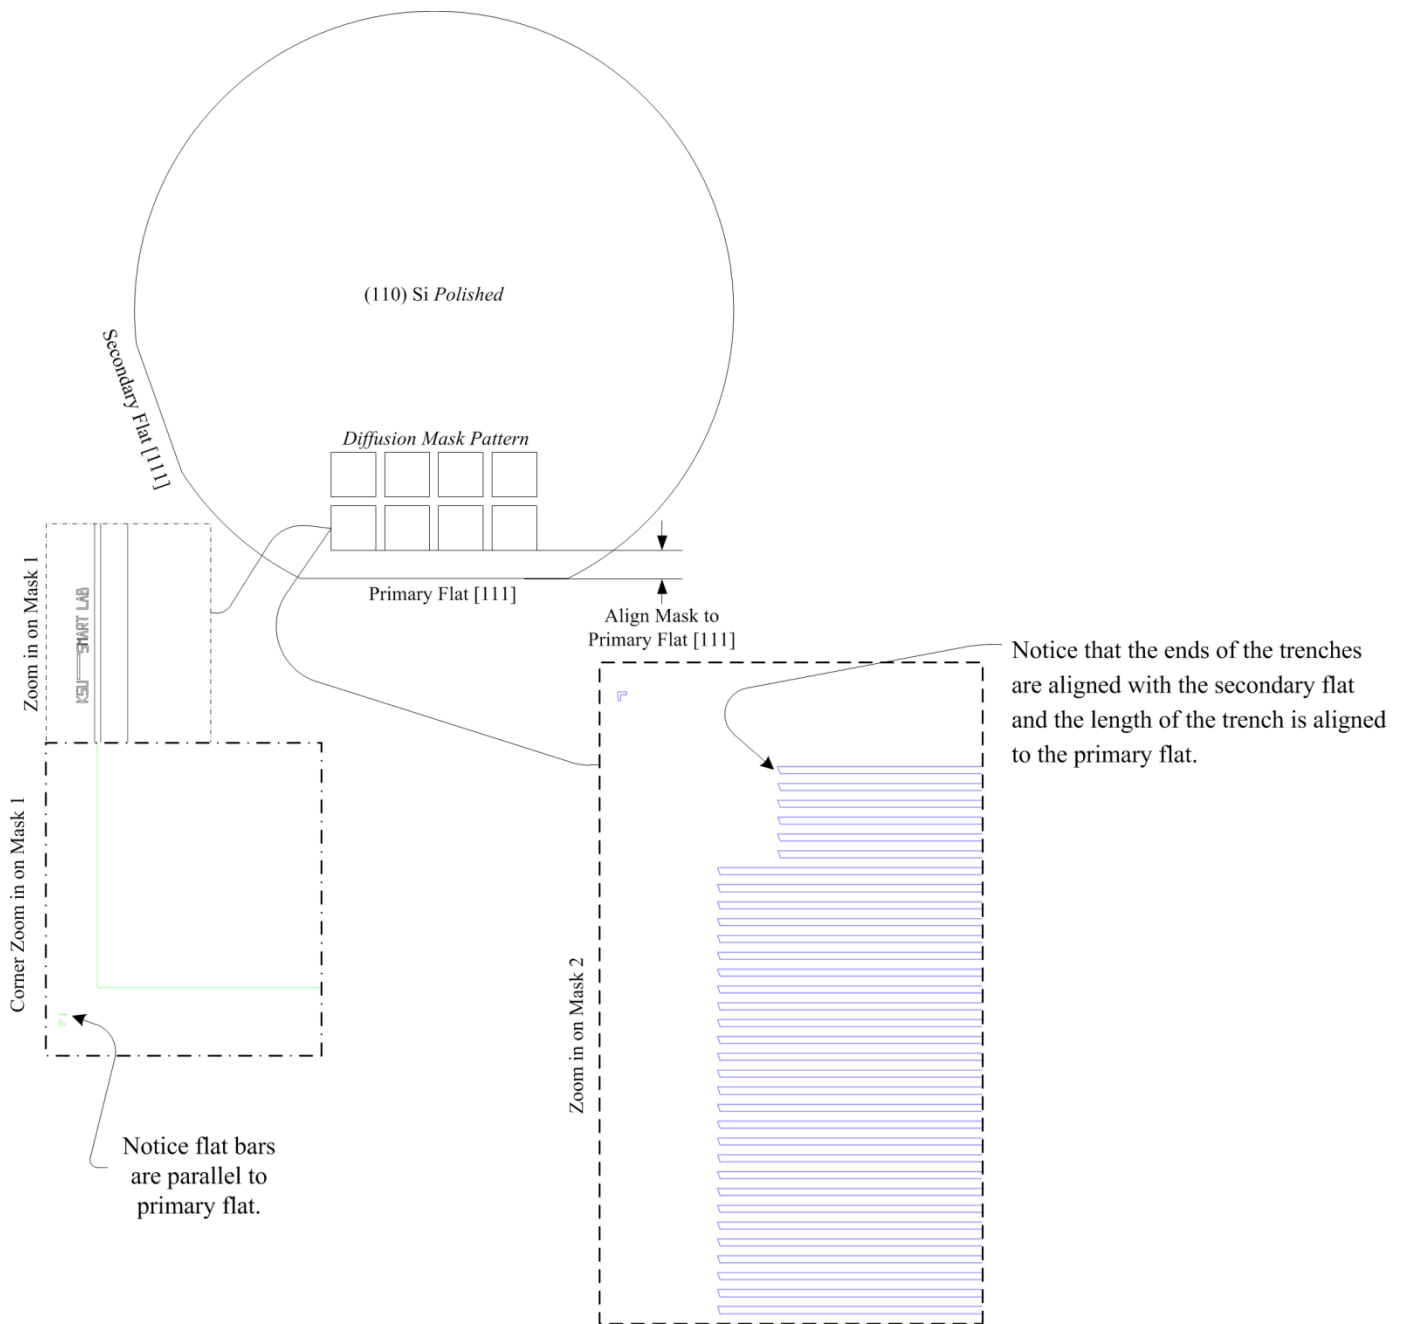 (110) Si Polished
Secondary Flat [111]
Diffusion Mask Pattern
Primary Flat [111]
Align Mask to
Primary Flat [111]
Zoom in on Mask 1
KSU SMART LAB
Corner Zoom in on Mask 1
Notice flat bars
are parallel to
primary flat.
Zoom in on Mask 2
Notice that the ends of the trenches
are aligned with the secondary flat
and the length of the trench is aligned
to the primary flat.